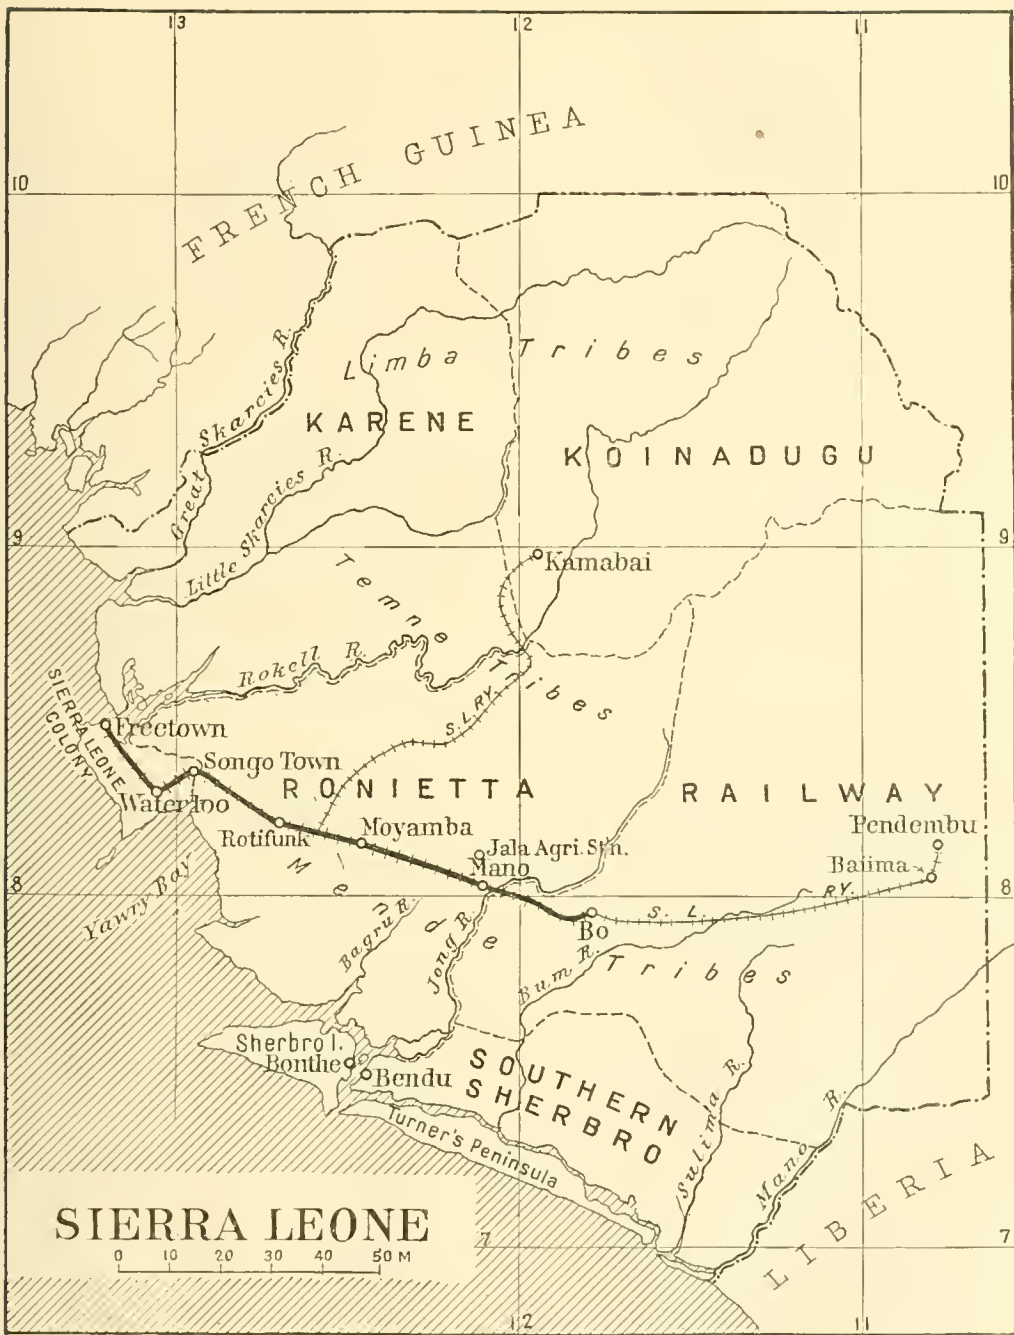 13
12
11
FRENCH GUINEA
10
10
Great Skarcies R.
Limba Tribes
KARENE
KOINADUGU
Little Skarcies R.
9
9
Kamabai
Temne Tribes
Rokell R.
S.L.RY.
SIERRA LEONE
COLONY
Freetown
Songo Town
Waterloo
RONIETTA
RAILWAY
Rotifunk
Moyamba
Pendembu
Jala Agri. Stn.
Mano
Baiima
8
8
Yawry Bay
Mende Tribes
S. L. RY.
Bo
Bagru R.
Jong R.
Bum R.
Sherbro I.
Bonthe
Bendu
SOUTHERN
SHERBRO
Turner's Peninsula
Sulimba R.
Mano R.
LIBERIA
SIERRA LEONE
0 10 20 30 40 50 M
7
7
12
11